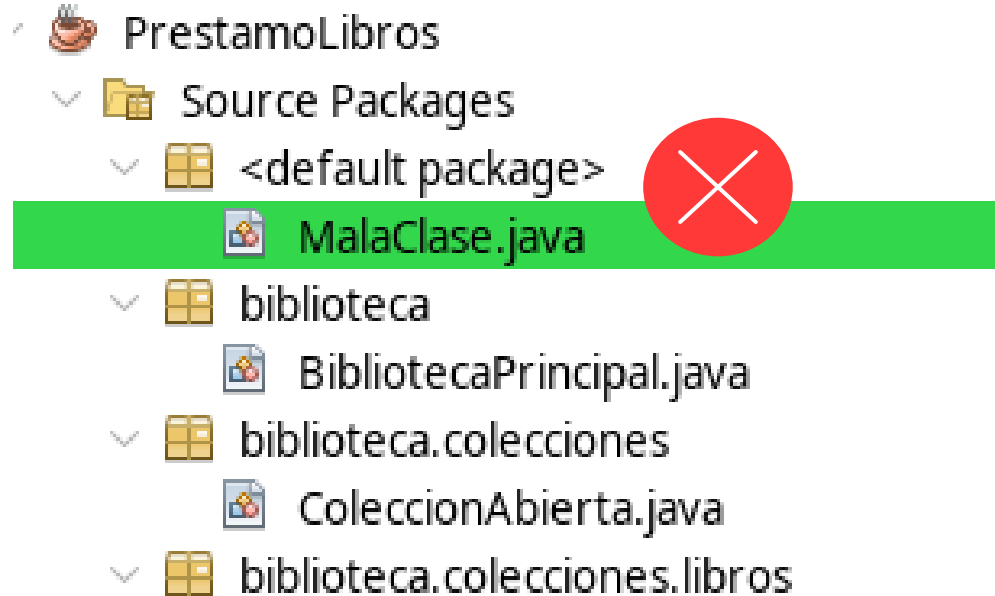 PrestamoLibros
Source Packages
<default package>
MalaClase.java
biblioteca
BibliotecaPrincipal.java
biblioteca.colecciones
ColeccionAbierta.java
biblioteca.colecciones.libros